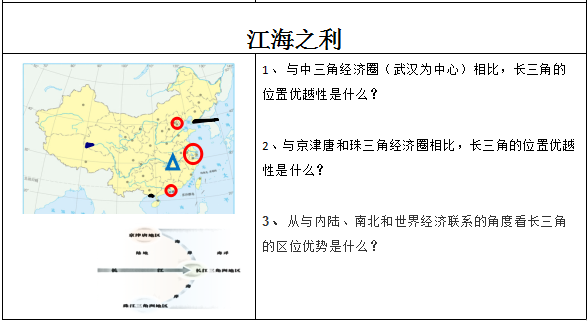 江海之利
1、与中三角经济圈（武汉为中心）相比，长三角的
位置优越性是什么？
2、与京津唐和珠三角经济圈相比，长三角的位置优越
性是什么？
3、从与内陆、南北和世界经济联系的角度看长三角
的区位优势是什么？
京津唐地区
沿
海
陆地
海洋
长
江
长江三角洲地区
珠江三角洲地区